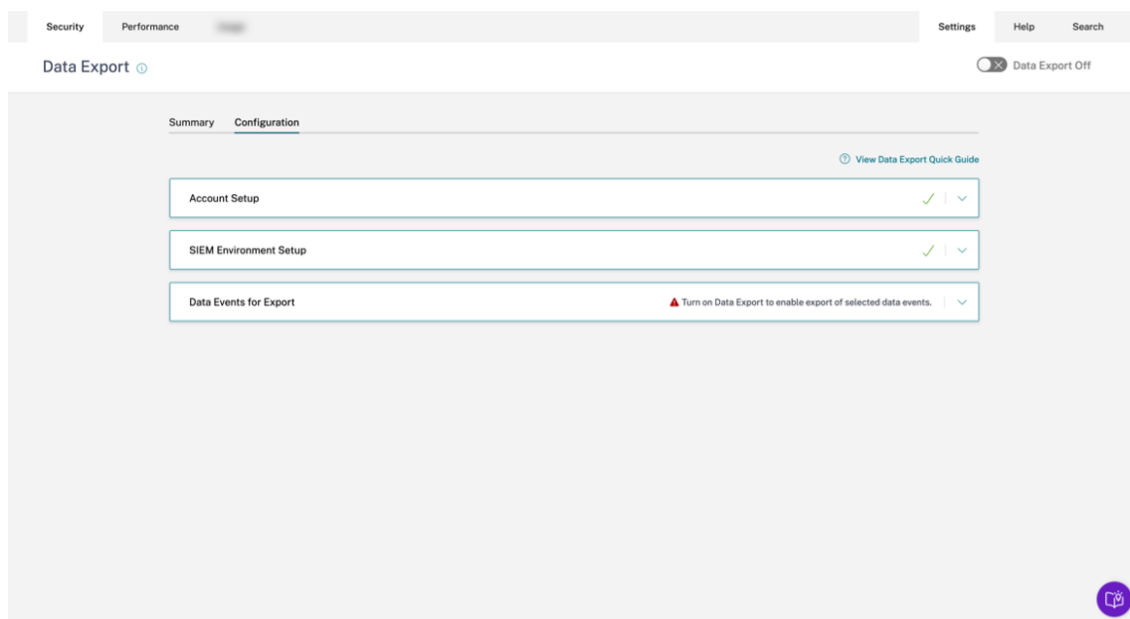 Security Performance Settings Help Search
Data Export Data Export Off
Summary Configuration
View Data Export Quick Guide
Account Setup
SIEM Environment Setup
Data Events for Export Turn on Data Export to enable export of selected data events.